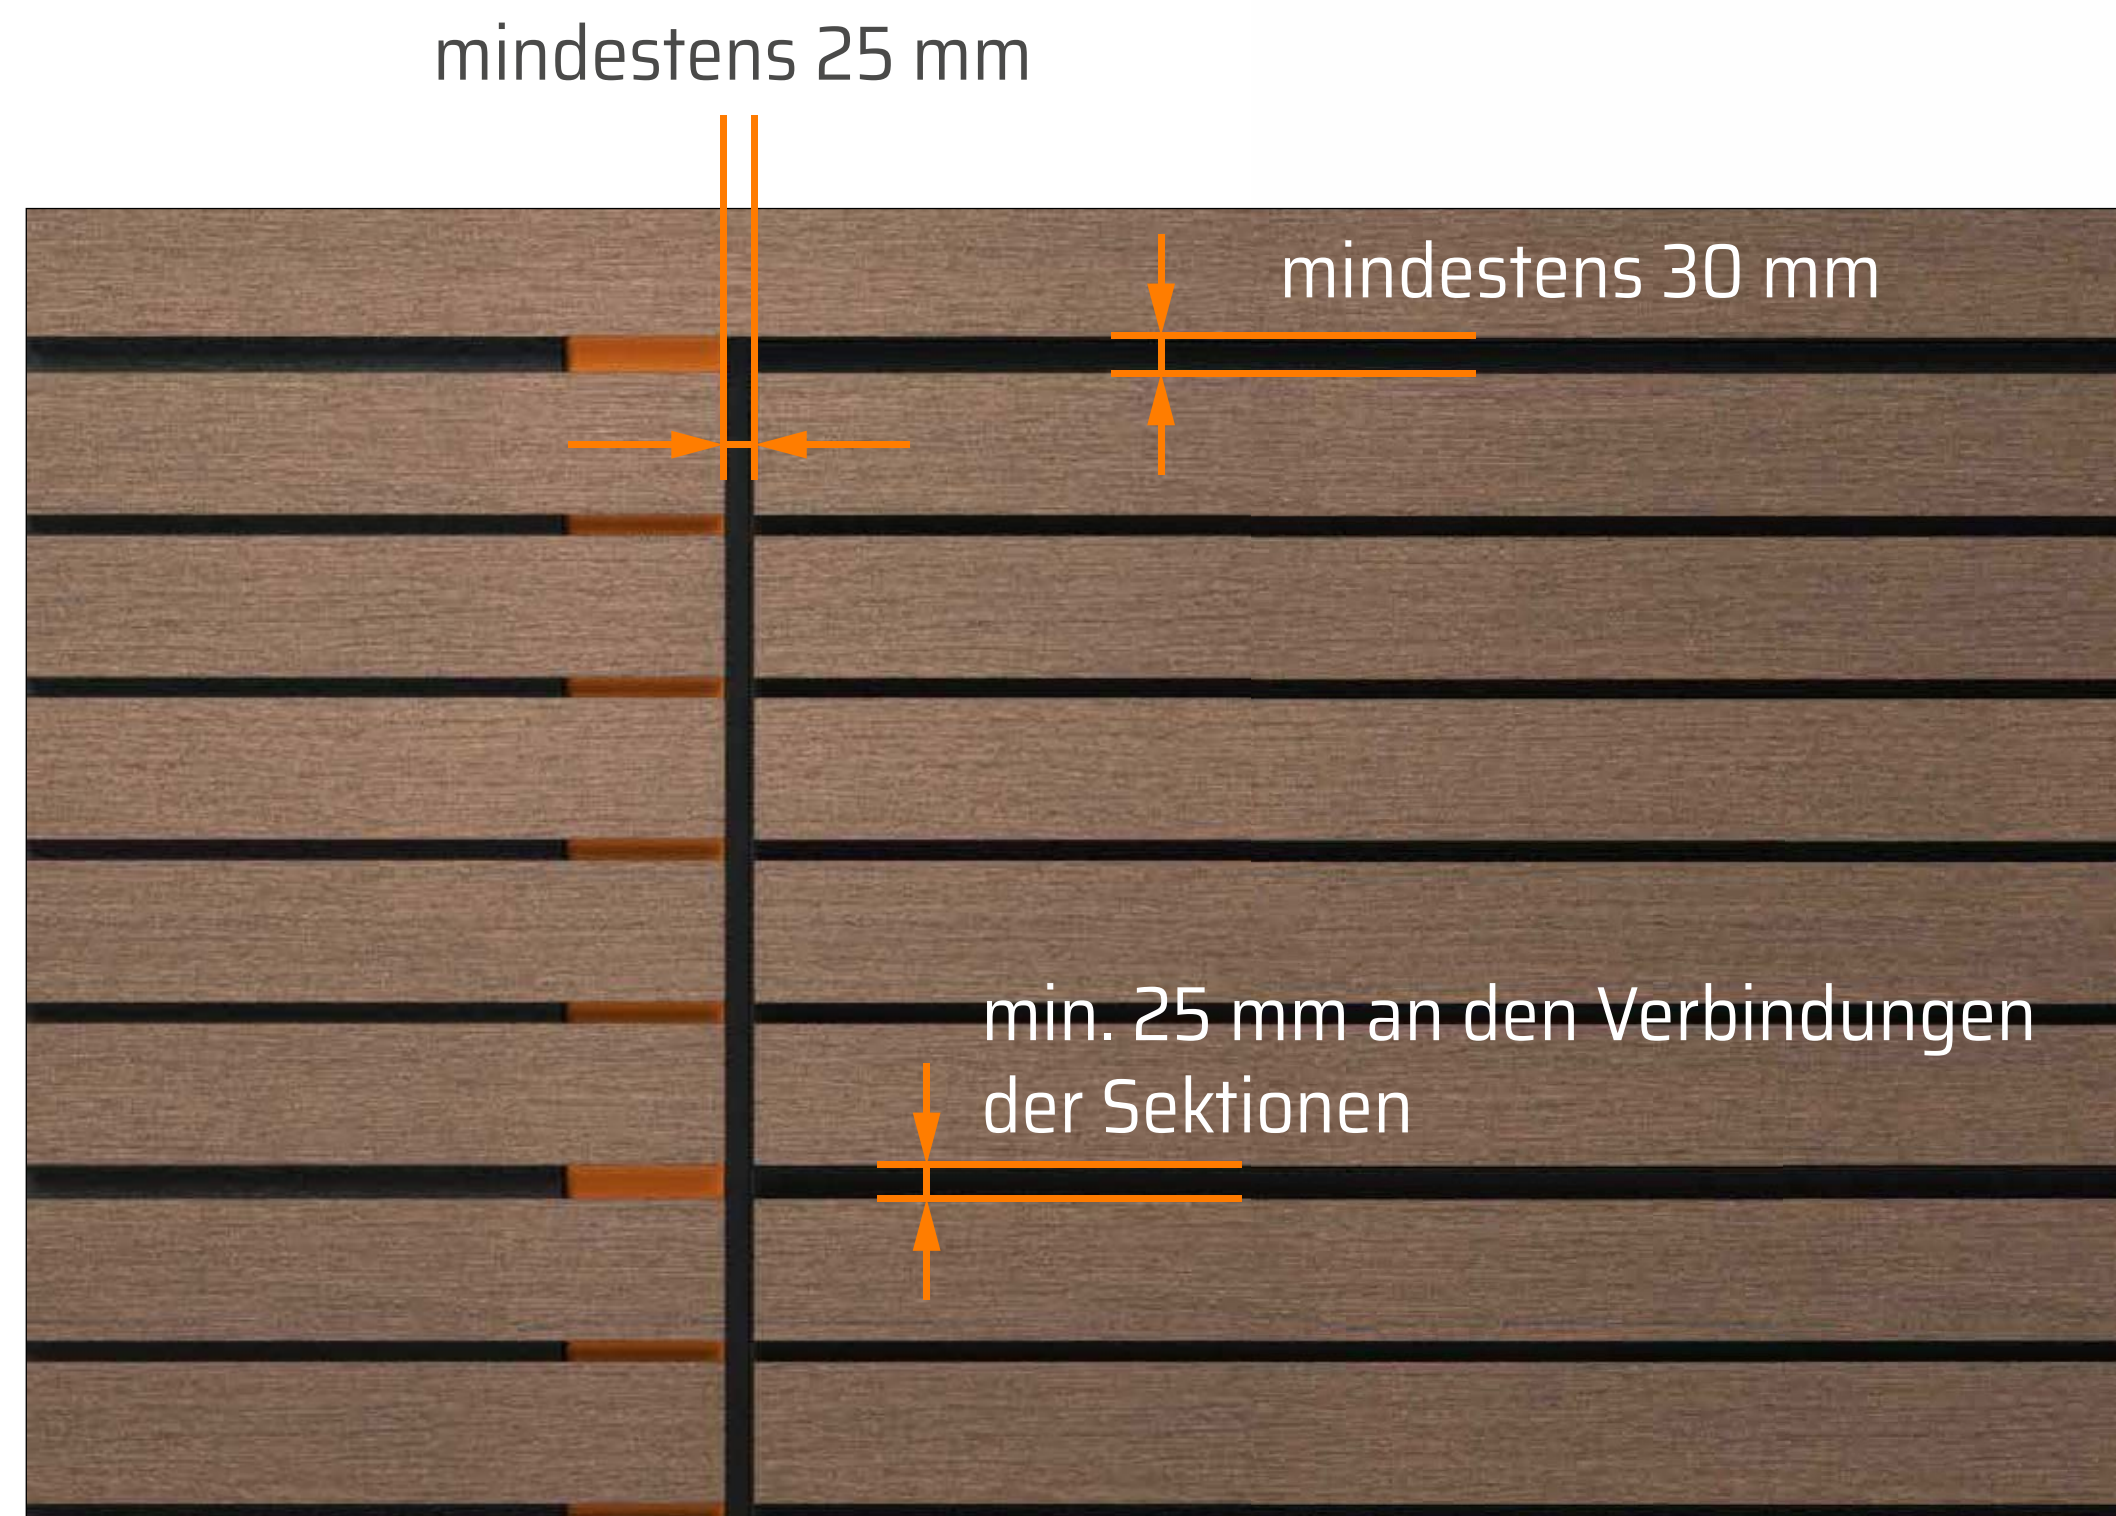 mindestens 25 mm
mindestens 30 mm
min. 25 mm an den Verbindungen
der Sektionen